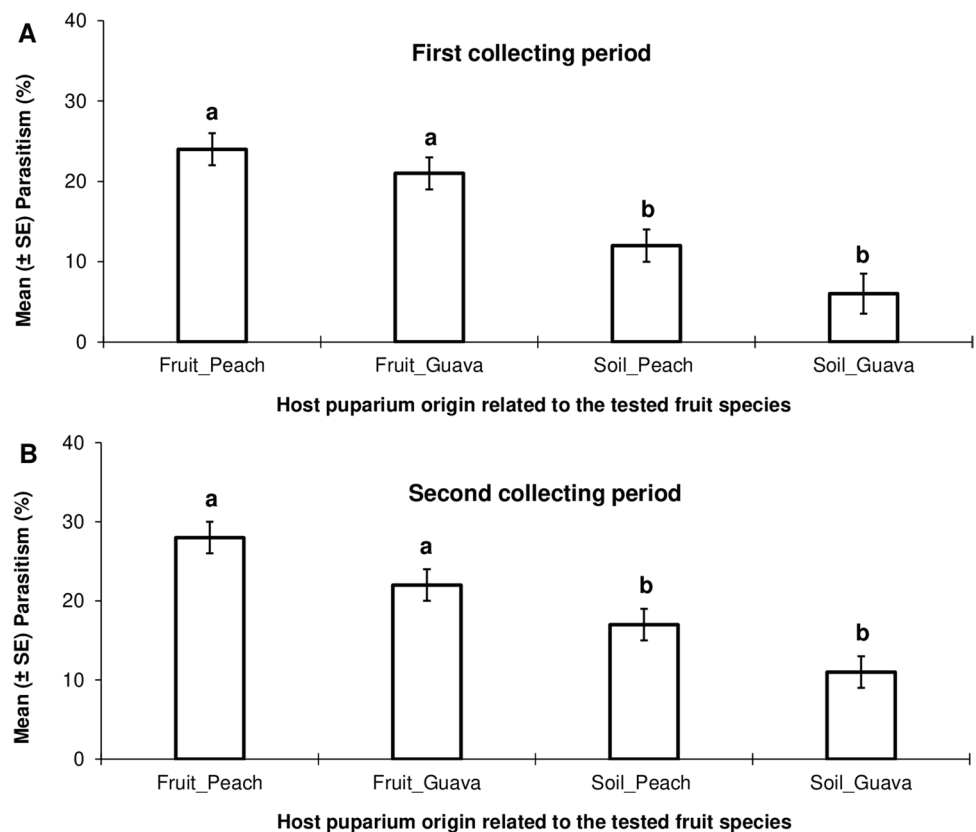 A
First collecting period
Mean (± SE) Parasitism (%)
40
30
20
10
0
a
a
b
b
Fruit_Peach Fruit_Guava Soil_Peach Soil_Guava
Host puparium origin related to the tested fruit species
B
Second collecting period
Mean (± SE) Parasitism (%)
40
30
20
10
0
a
a
b
b
Fruit_Peach Fruit_Guava Soil_Peach Soil_Guava
Host puparium origin related to the tested fruit species